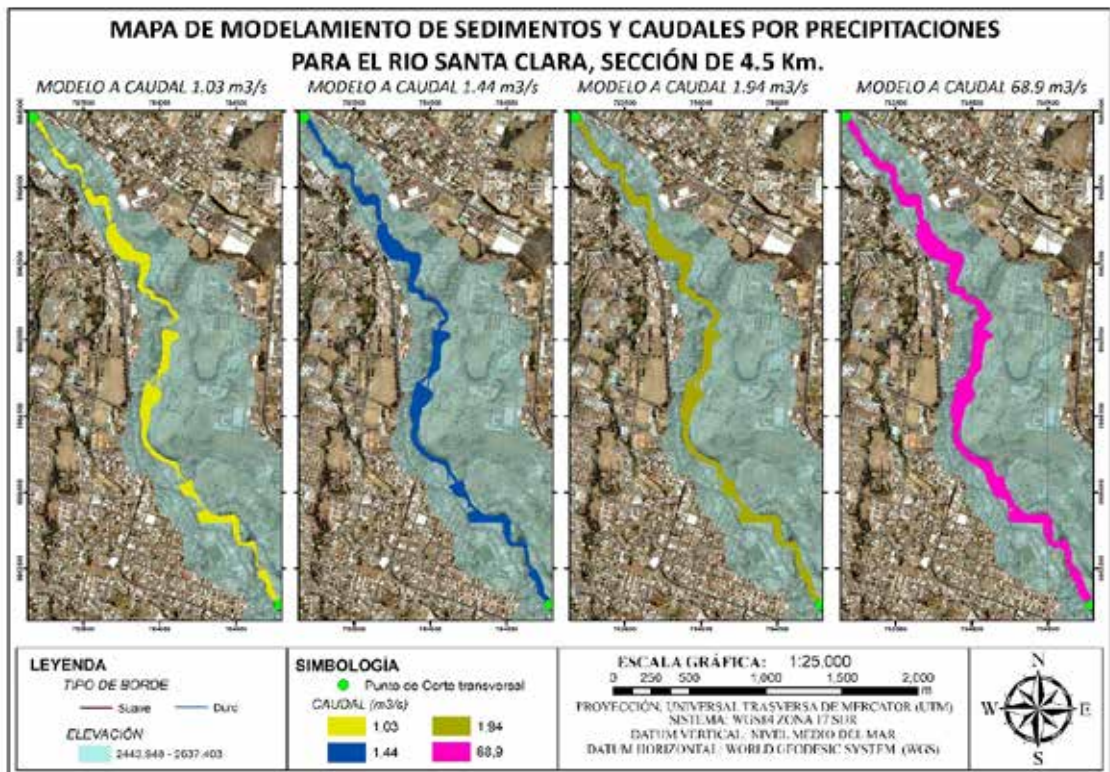 MAPA DE MODELAMIENTO DE SEDIMENTOS Y CAUDALES POR PRECIPITACIONES
PARA EL RIO SANTA CLARA, SECCIÓN DE 4.5 Km.
MODELO A CAUDAL 1.03 m3/s
MODELO A CAUDAL 1.44 m3/s
MODELO A CAUDAL 1.94 m3/s
MODELO A CAUDAL 68.9 m3/s
LEYENDA
TIPO DE BORDE
Suave
Duro
ELEVACIÓN
SIMBOLOGÍA
Punto de Corte transversal
CAUDAL (m3/s)
1.03
1.94
1.44
68,9
ESCALA GRÁFICA: 1:25.000
0 250 500 1,000 1,500 2,000
m
PROYECCIÓN: UNIVERSAL TRASVERSA DE MERCATOR (UTM)
SISTEMA: WGS84 ZONA 17 SUR
DATUM VERTICAL: NIVEL MEDIO DEL MAR
DATUM HORIZONTAL: WORLD GEODESIC SYSTEM (WGS)
N
W
E
S